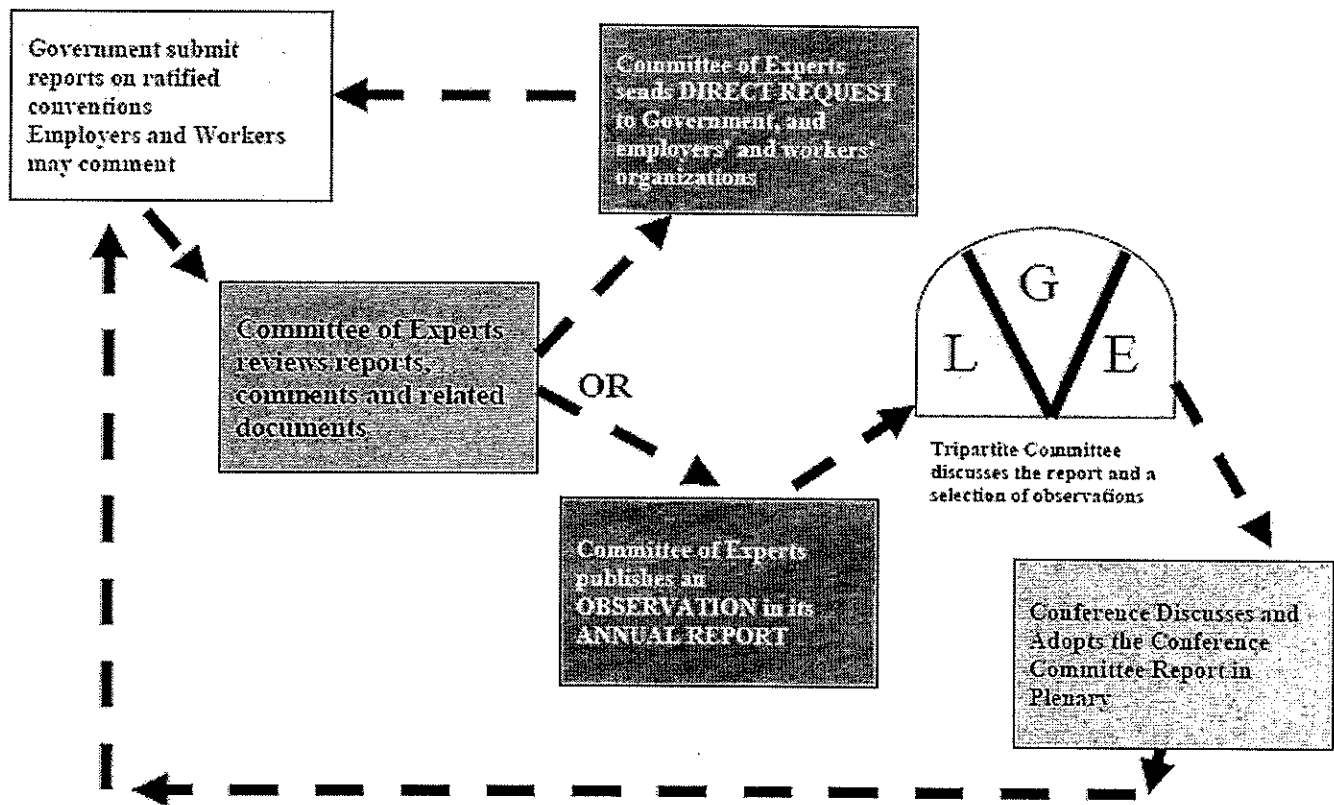 Government submit
reports on ratified
conventions
Employers and Workers
may comment
Committee of Experts
sends DIRECT REQUEST
to Government, and
employers' and workers'
organizations
Committee of Experts
reviews reports,
comments and related
documents
OR
L
G
E
Tripartite Committee
discusses the report and a
selection of observations
Committee of Experts
publishes an
OBSERVATION in its
ANNUAL REPORT
Conference Discusses and
Adopts the Conference
Committee Report in
Plenary